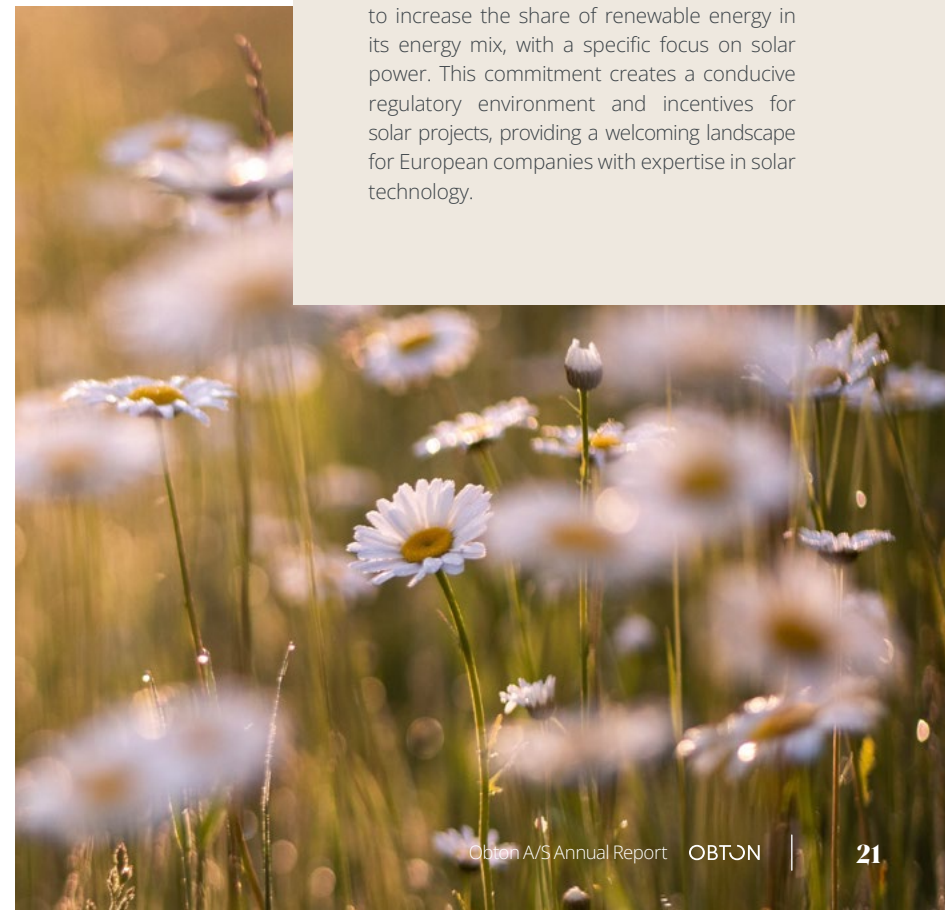 to increase the share of renewable energy in
its energy mix, with a specific focus on solar
power. This commitment creates a conducive
regulatory environment and incentives for
solar projects, providing a welcoming landscape
for European companies with expertise in solar
technology.
Obton A/S Annual Report OBTON 21